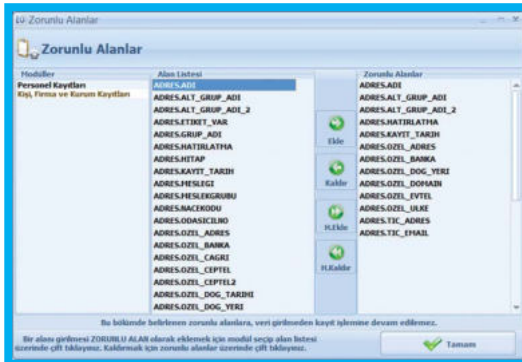 Zorunlu Alanlar
Zorunlu Alanlar
Modüller
Personel Kayıtları
Kişi, Firma ve Kurum Kayıtları
Alan Listesi
ADRES.ADI
ADRES.ALT_GRUP_ADI
ADRES.ALT_GRUP_ADI_2
ADRES.ETIKET_VAR
ADRES.GRUP_ADI
ADRES.HATIRLATMA
ADRES.HITAP
ADRES.KAYIT_TARIH
ADRES.MESLEGI
ADRES.MESLEKGRUBU
ADRES.NACEKODU
ADRES.ODASICILNO
ADRES.OZEL_ADRES
ADRES.OZEL_BANKA
ADRES.OZEL_CAGRI
ADRES.OZEL_CEPTEL
ADRES.OZEL_CEPTEL2
ADRES.OZEL_DOG_TARIHI
ADRES.OZEL_DOG_YERI
Ekle
Kaldır
H.Ekle
H.Kaldır
Zorunlu Alanlar
ADRES.ADI
ADRES.ALT_GRUP_ADI
ADRES.ALT_GRUP_ADI_2
ADRES.HATIRLATMA
ADRES.KAYIT_TARIH
ADRES.OZEL_ADRES
ADRES.OZEL_BANKA
ADRES.OZEL_DOG_YERI
ADRES.OZEL_DOMAIN
ADRES.OZEL_EVTEL
ADRES.OZEL_ULKE
ADRES.TIC_ADRES
ADRES.TIC_EMAIL
Bu bölümde belirlenen zorunlu alanlara, veri girilmeden kayıt işlemine devam edilemez.
Bir alanı girilmesi ZORUNLU ALAN olarak eklemek için modül seçip alan listesi
üzerinde çift tıklayınız. Kaldırmak için zorunlu alanlar üzerinde çift tıklayınız.
Tamam